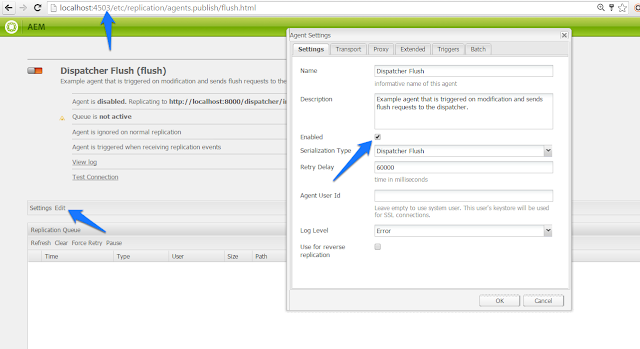 localhost:4503/etc/replication/agents.publish/flush.html
AEM
Dispatcher Flush (flush)
Example agent that is triggered on modification and sends flush requests to the
Agent is disabled. Replicating to http://localhost:8000/dispatcher/in
Queue is not active
Agent is ignored on normal replication
Agent is triggered when receiving replication events
View log
Test Connection
Settings Edit
Replication Queue
Refresh Clear Force Retry Pause
Time Type User Size Path
Agent Settings
Settings Transport Proxy Extended Triggers Batch
Name Dispatcher Flush
Informative name of this agent
Description Example agent that is triggered on modification and sends
flush requests to the dispatcher.
Enabled
Serialization Type Dispatcher Flush
Retry Delay 60000
time in milliseconds
Agent User Id
Leave empty to use system user. This user's keystore will be used
for SSL connections.
Log Level Error
Use for reverse
replication
OK Cancel